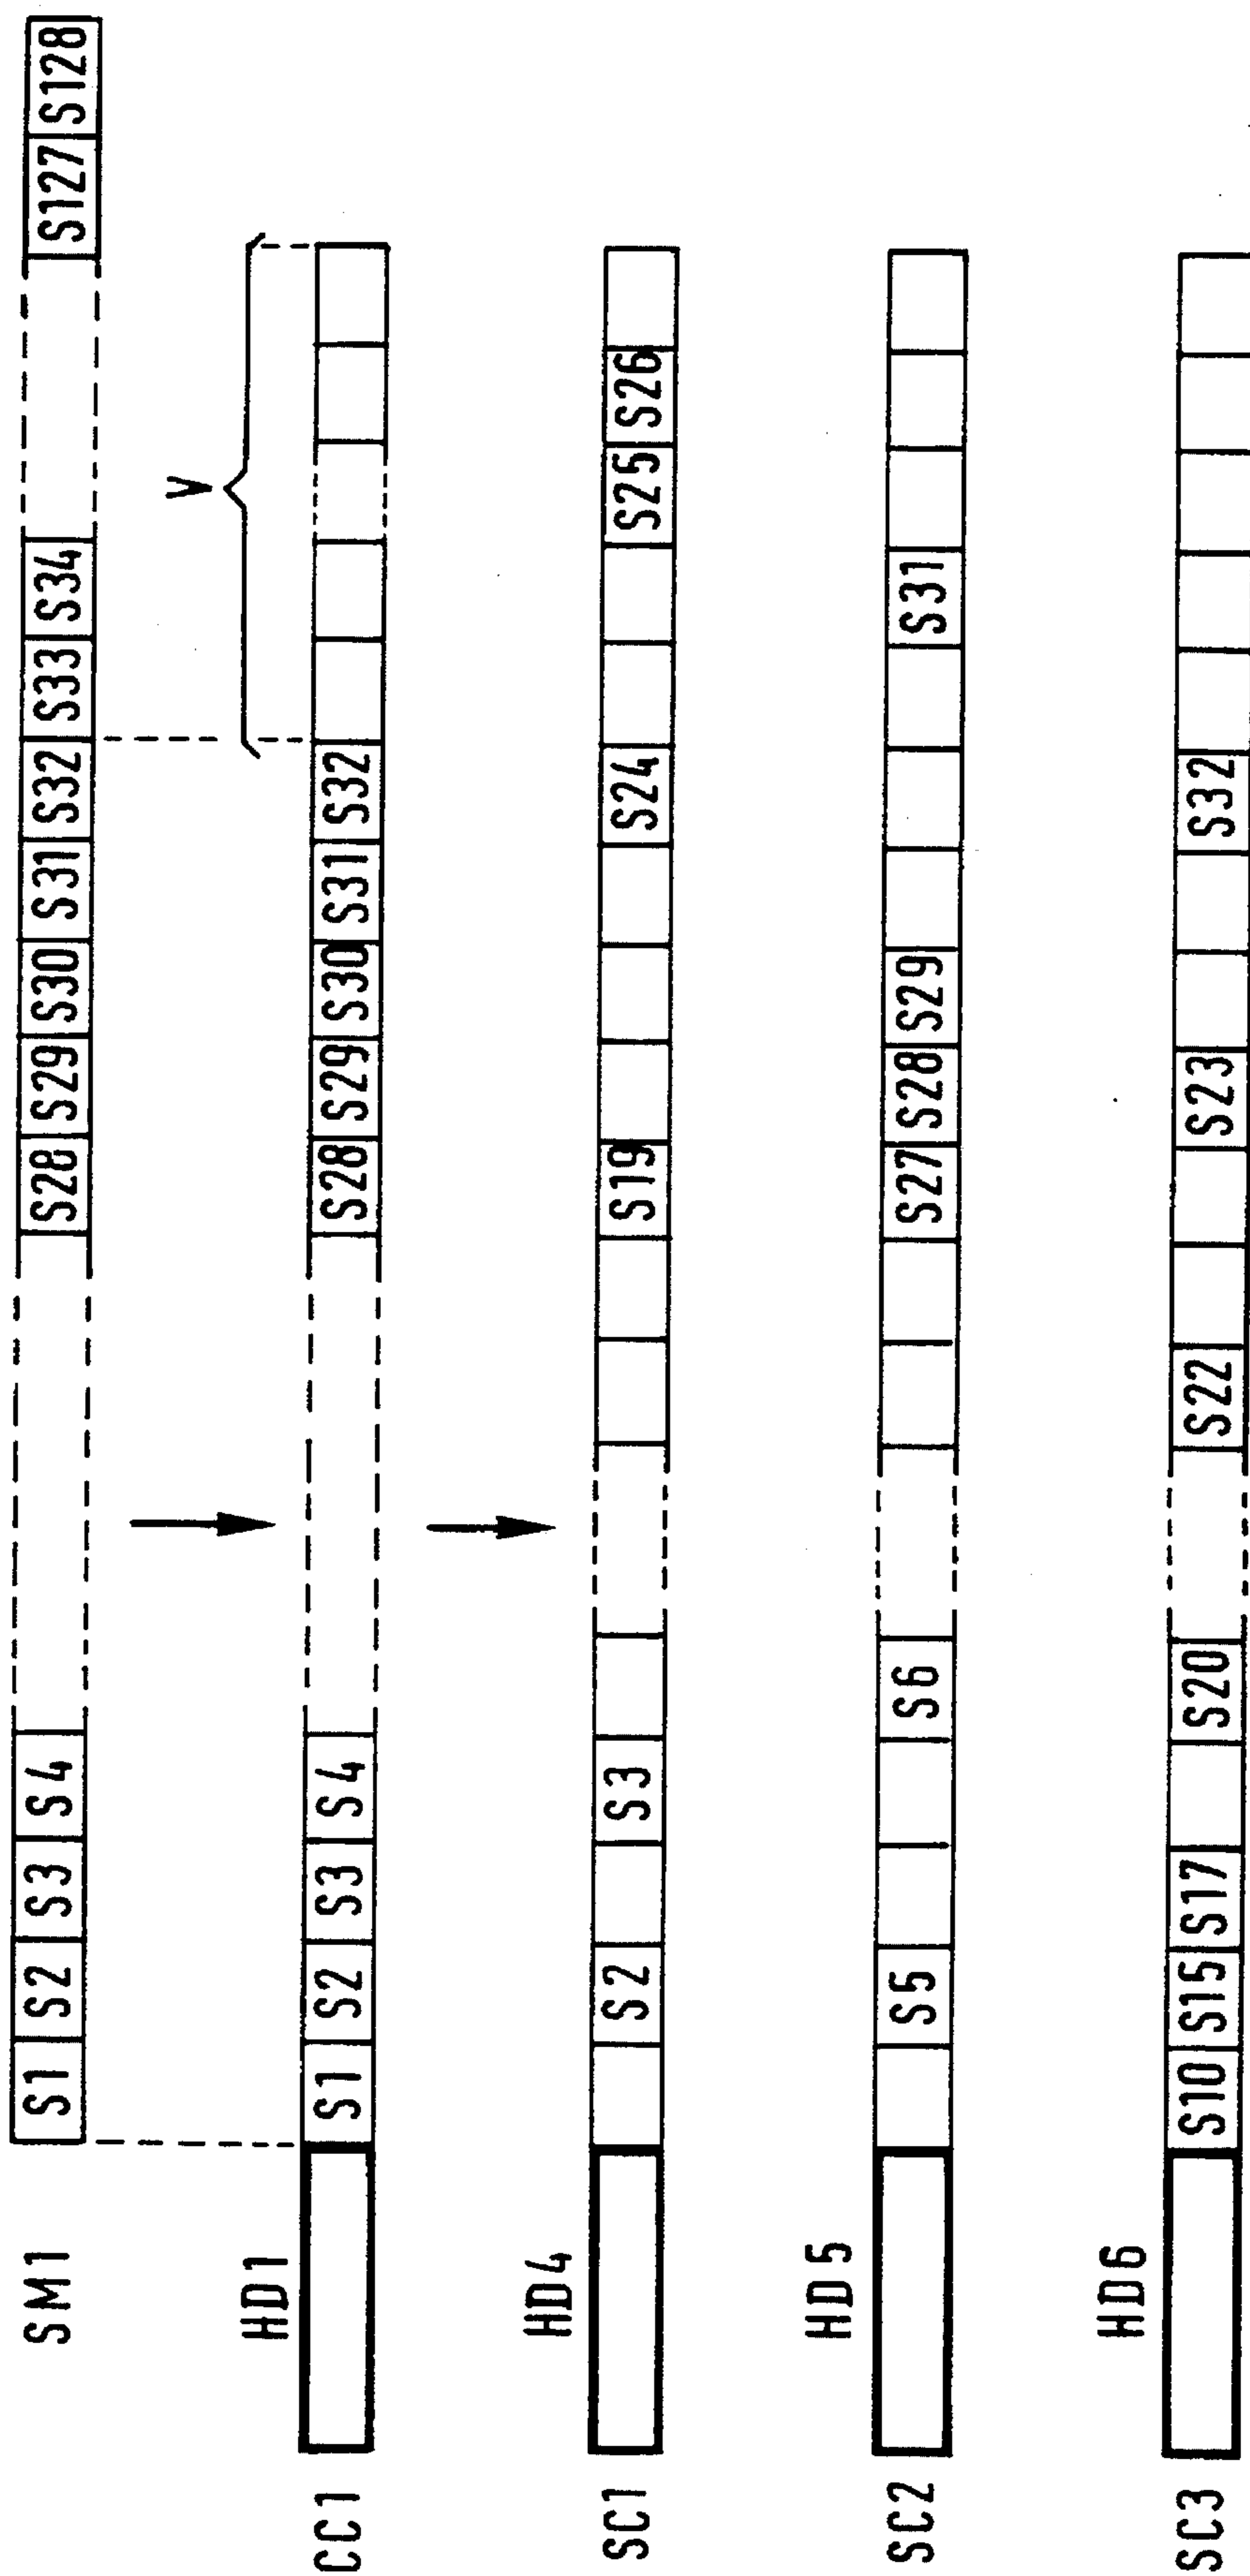 SM1 S1 S2 S3 S4 S28 S29 S30 S31 S32 S33 S34 S127 S128
V
HD1
CC1 S1 S2 S3 S4 S28 S29 S30 S31 S32
HD4
SC1 S2 S3 S19 S24 S25 S26
HD5
SC2 S5 S6 S27 S28 S29 S31
HD6
SC3 S10 S15 S17 S20 S22 S23 S32